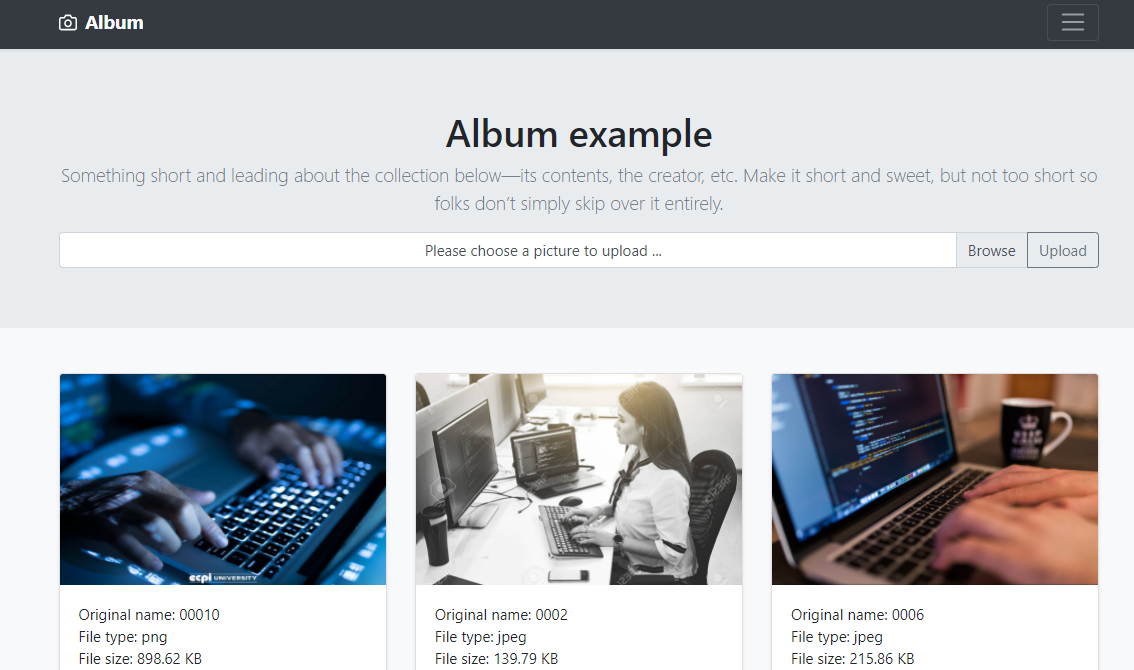 Album
Album example
Something short and leading about the collection below—its contents, the creator, etc. Make it short and sweet, but not too short so
folks don't simply skip over it entirely.
Please choose a picture to upload ...
Browse
Upload
ecpi UNIVERSITY
KEEP
CALM
Original name: 00010
File type: png
File size: 898.62 KB
Original name: 0002
File type: jpeg
File size: 139.79 KB
Original name: 0006
File type: jpeg
File size: 215.86 KB